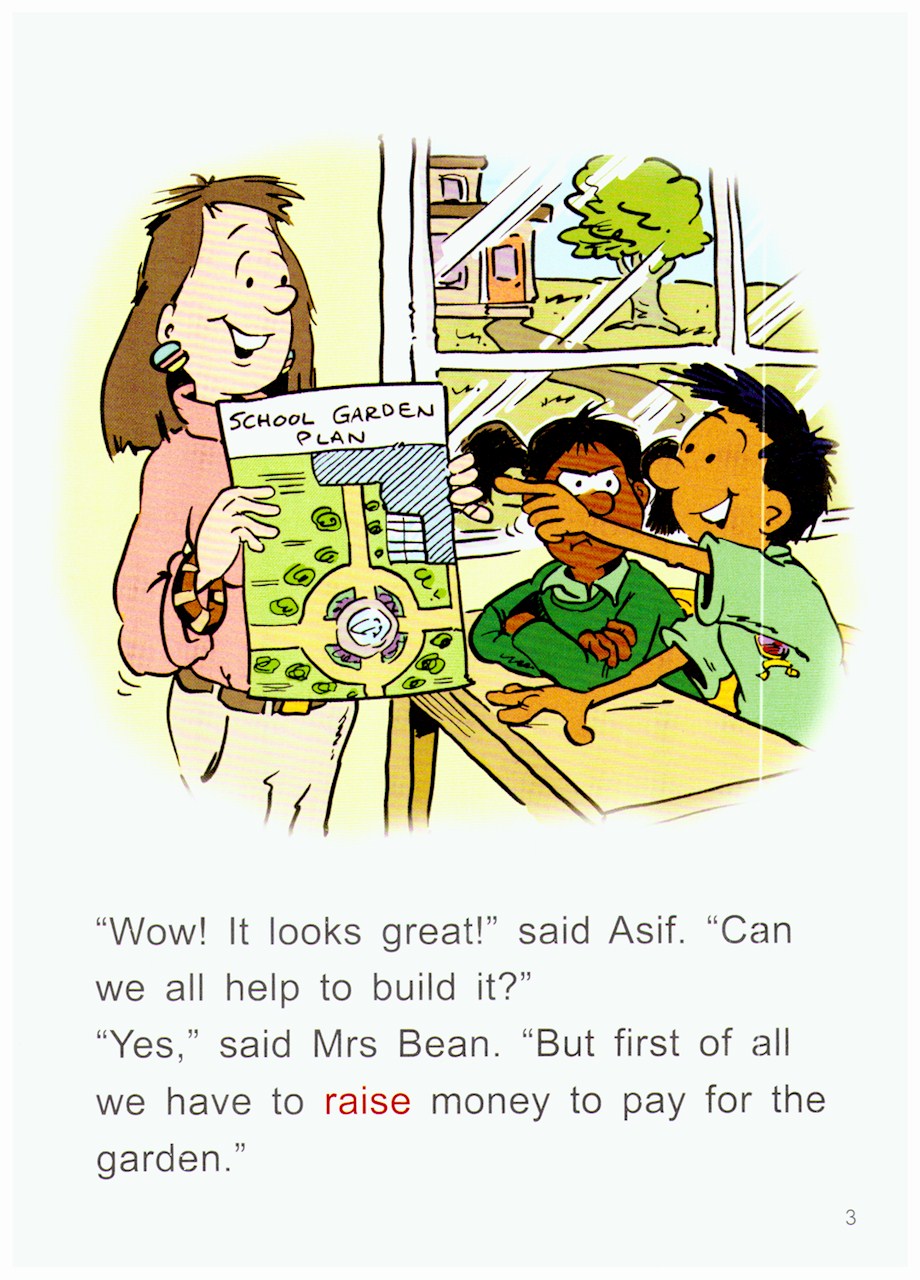 SCHOOL GARDEN
PLAN
“Wow! It looks great!” said Asif. “Can
we all help to build it?”
“Yes,” said Mrs Bean. “But first of all
we have to raise money to pay for the
garden.”
3